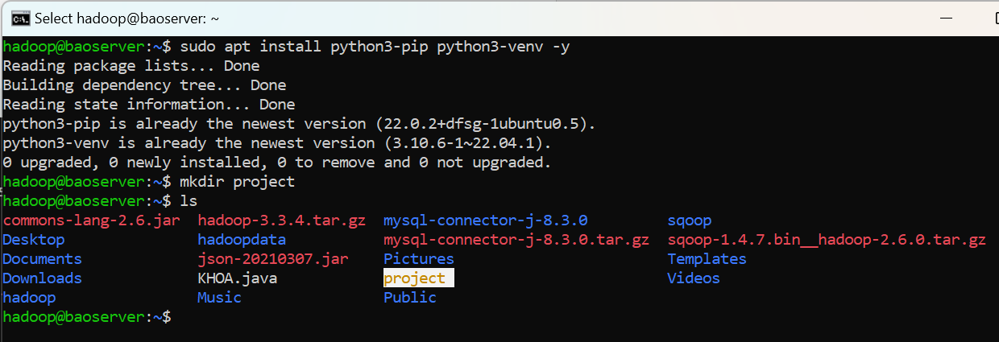 Select hadoop@baoserver: ~
hadoop@baoserver:~$ sudo apt install python3-pip python3-venv -y
Reading package lists... Done
Building dependency tree... Done
Reading state information... Done
python3-pip is already the newest version (22.0.2+dfsg-1ubuntu0.5).
python3-venv is already the newest version (3.10.6-1~22.04.1).
0 upgraded, 0 newly installed, 0 to remove and 0 not upgraded.
hadoop@baoserver:~$ mkdir project
hadoop@baoserver:~$ ls
commons-lang-2.6.jar hadoop-3.3.4.tar.gz mysql-connector-j-8.3.0 sqoop
Desktop hadoopdata mysql-connector-j-8.3.0.tar.gz sqoop-1.4.7.bin__hadoop-2.6.0.tar.gz
Documents json-20210307.jar Pictures Templates
Downloads KHOA.java project Videos
hadoop Music Public
hadoop@baoserver:~$